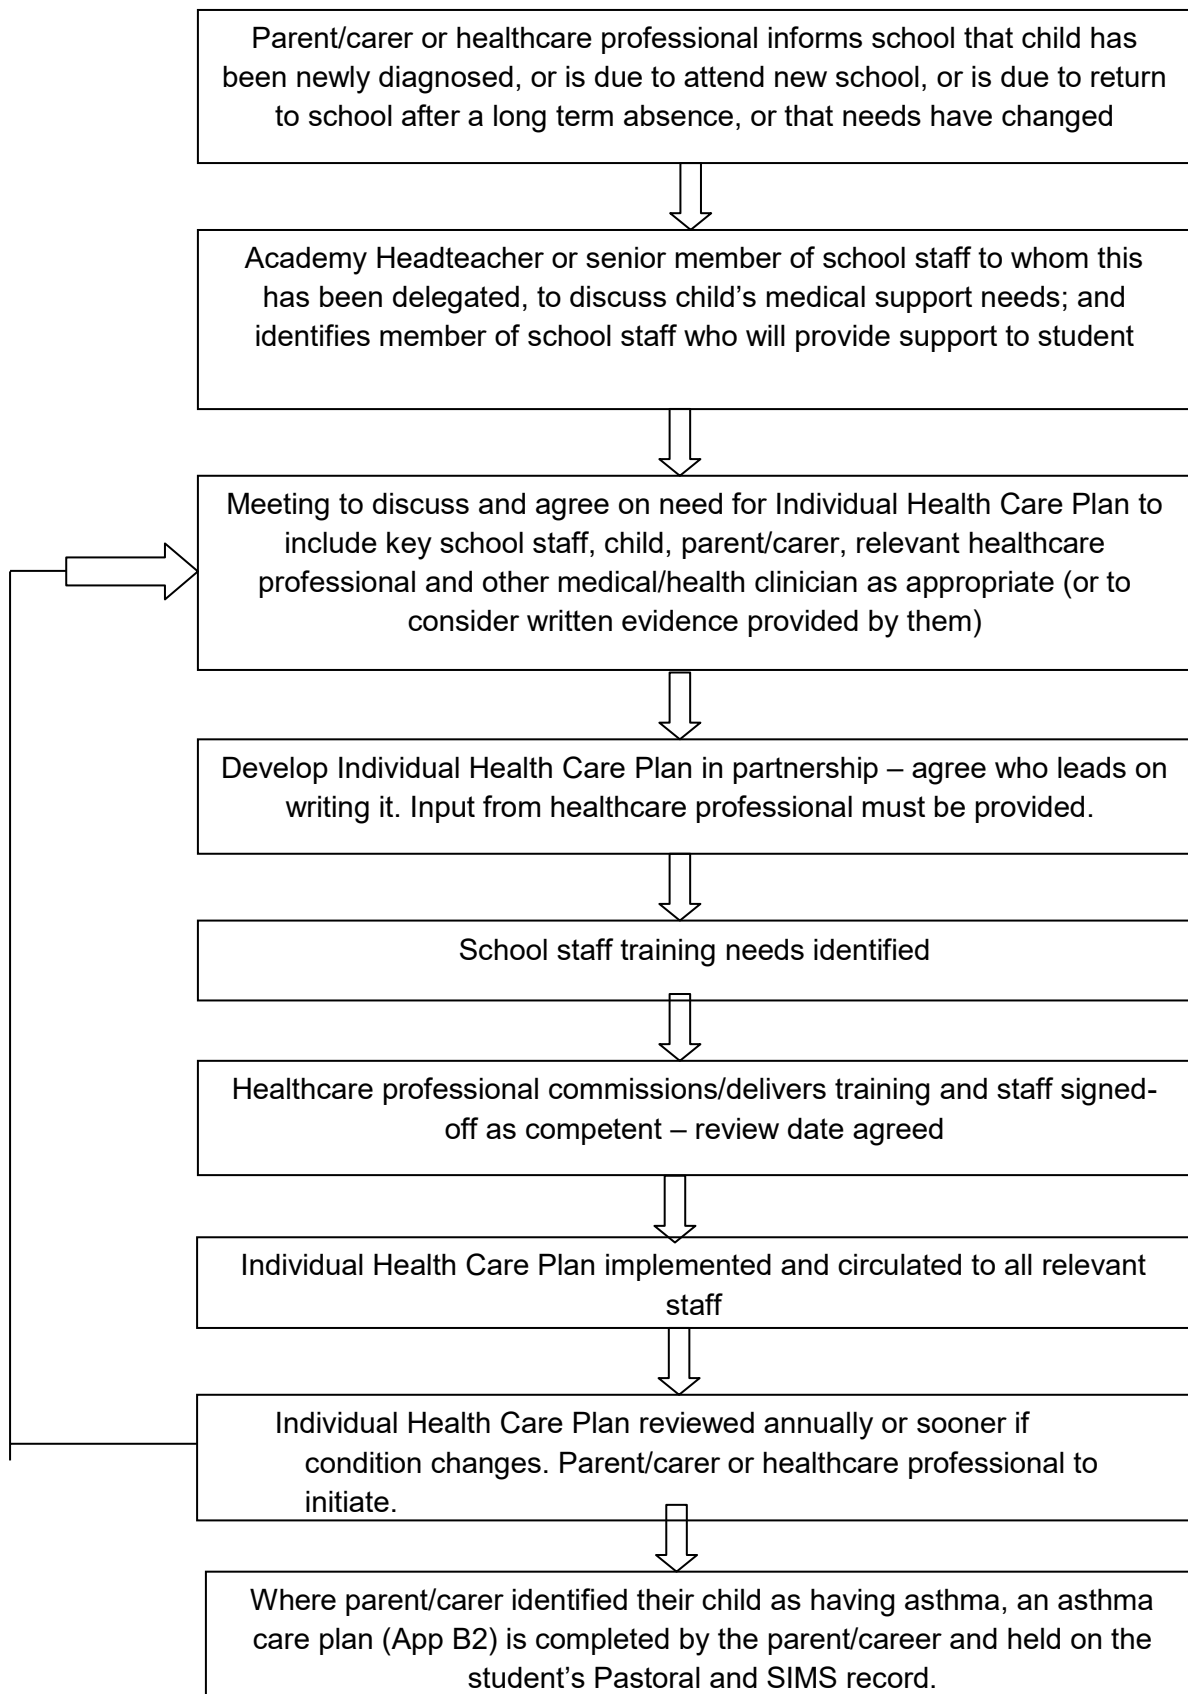 Parent/carer or healthcare professional informs school that child has
been newly diagnosed, or is due to attend new school, or is due to return
to school after a long term absence, or that needs have changed
Academy Headteacher or senior member of school staff to whom this
has been delegated, to discuss child’s medical support needs; and
identifies member of school staff who will provide support to student
Meeting to discuss and agree on need for Individual Health Care Plan to
include key school staff, child, parent/carer, relevant healthcare
professional and other medical/health clinician as appropriate (or to
consider written evidence provided by them)
Develop Individual Health Care Plan in partnership – agree who leads on
writing it. Input from healthcare professional must be provided.
School staff training needs identified
Healthcare professional commissions/delivers training and staff signed-
off as competent – review date agreed
Individual Health Care Plan implemented and circulated to all relevant
staff
Individual Health Care Plan reviewed annually or sooner if
condition changes. Parent/carer or healthcare professional to
initiate.
Where parent/carer identified their child as having asthma, an asthma
care plan (App B2) is completed by the parent/career and held on the
student’s Pastoral and SIMS record.